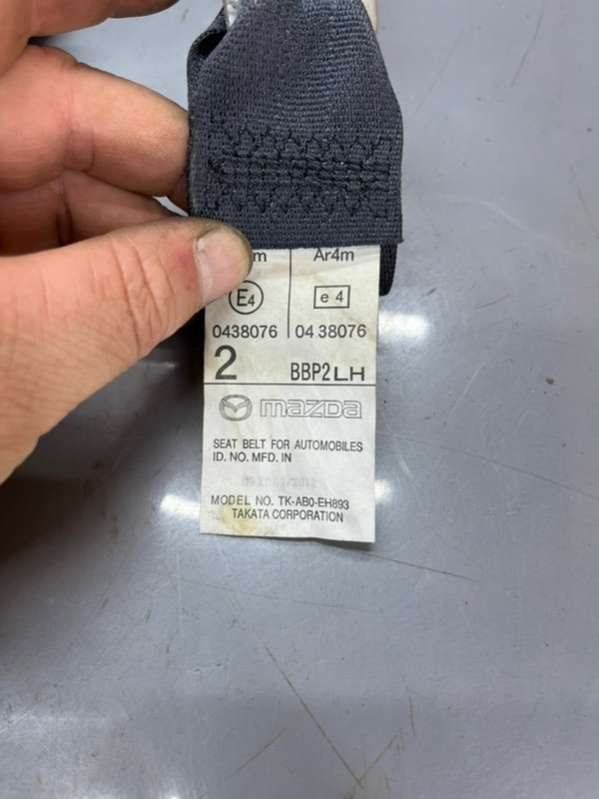 m Ar4m
E4 e 4
0438076 04 38076
2 BBP2LH
mazda
SEAT BELT FOR AUTOMOBILES
ID. NO. MFD. IN
MODEL NO. TK-AB0-EH893
TAKATA CORPORATION